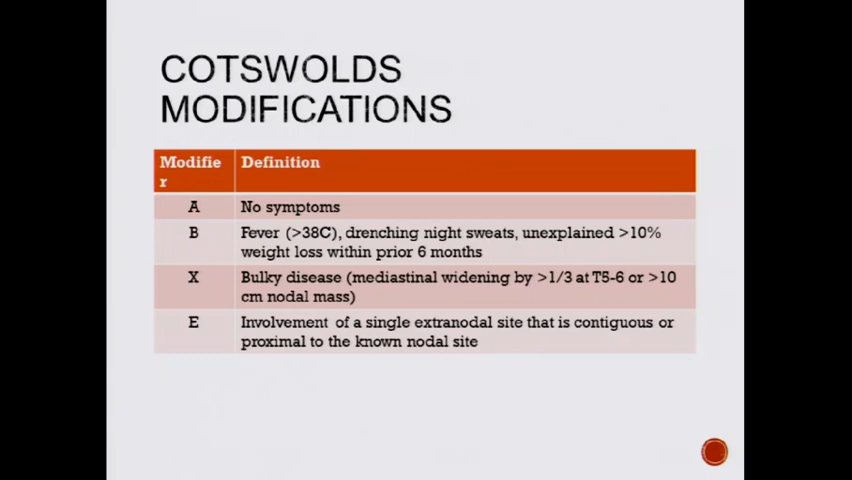 COTSWOLDS
MODIFICATIONS
Modifie
r
Definition
A
No symptoms
B
Fever (>38C), drenching night sweats, unexplained >10%
weight loss within prior 6 months
X
Bulky disease (mediastinal widening by >1/3 at T5-6 or >10
cm nodal mass)
E
Involvement of a single extranodal site that is contiguous or
proximal to the known nodal site